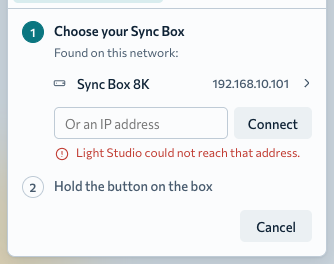 1 Choose your Sync Box
Found on this network:
Sync Box 8K 192.168.10.101
Or an IP address Connect
Light Studio could not reach that address.
2 Hold the button on the box
Cancel